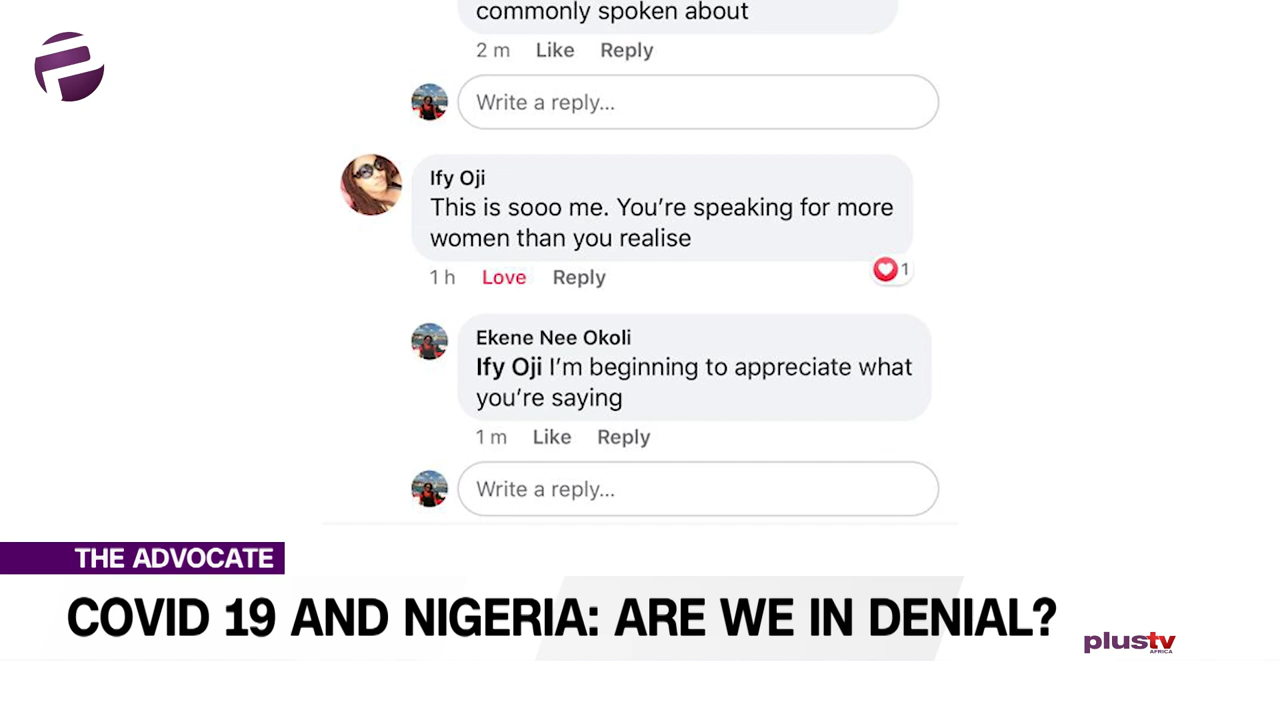 commonly spoken about
2 m Like Reply
Write a reply...
Ify Oji
This is sooo me. You're speaking for more
women than you realise
1 h Love Reply
1
Ekene Nee Okoli
Ify Oji I'm beginning to appreciate what
you're saying
1 m Like Reply
Write a reply...
THE ADVOCATE
COVID 19 AND NIGERIA: ARE WE IN DENIAL?
plustv
AFRICA